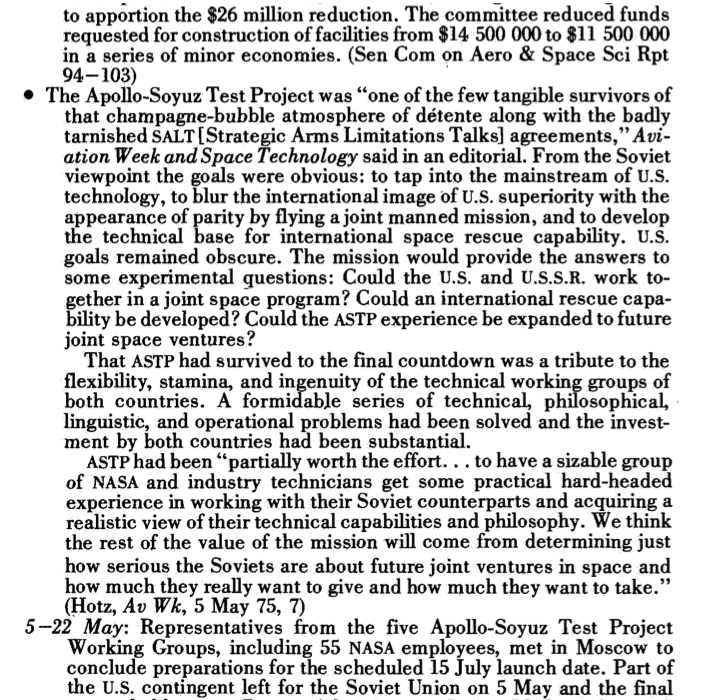 to apportion the $26 million reduction. The committee reduced funds
requested for construction of facilities from $14 500 000 to $11 500 000
in a series of minor economies. (Sen Com on Aero & Space Sci Rpt
94–103)
• The Apollo-Soyuz Test Project was “one of the few tangible survivors of
that champagne-bubble atmosphere of détente along with the badly
tarnished SALT [Strategic Arms Limitations Talks] agreements,” Avi-
ation Week and Space Technology said in an editorial. From the Soviet
viewpoint the goals were obvious: to tap into the mainstream of U.S.
technology, to blur the international image of U.S. superiority with the
appearance of parity by flying a joint manned mission, and to develop
the technical base for international space rescue capability. U.S.
goals remained obscure. The mission would provide the answers to
some experimental questions: Could the U.S. and U.S.S.R. work to-
gether in a joint space program? Could an international rescue capa-
bility be developed? Could the ASTP experience be expanded to future
joint space ventures?
That ASTP had survived to the final countdown was a tribute to the
flexibility, stamina, and ingenuity of the technical working groups of
both countries. A formidable series of technical, philosophical,
linguistic, and operational problems had been solved and the invest-
ment by both countries had been substantial.
ASTP had been “partially worth the effort. . . to have a sizable group
of NASA and industry technicians get some practical hard-headed
experience in working with their Soviet counterparts and acquiring a
realistic view of their technical capabilities and philosophy. We think
the rest of the value of the mission will come from determining just
how serious the Soviets are about future joint ventures in space and
how much they really want to give and how much they want to take.”
(Hotz, Av Wk, 5 May 75, 7)
5–22 May: Representatives from the five Apollo-Soyuz Test Project
Working Groups, including 55 NASA employees, met in Moscow to
conclude preparations for the scheduled 15 July launch date. Part of
the U.S. contingent left for the Soviet Union on 5 May and the final